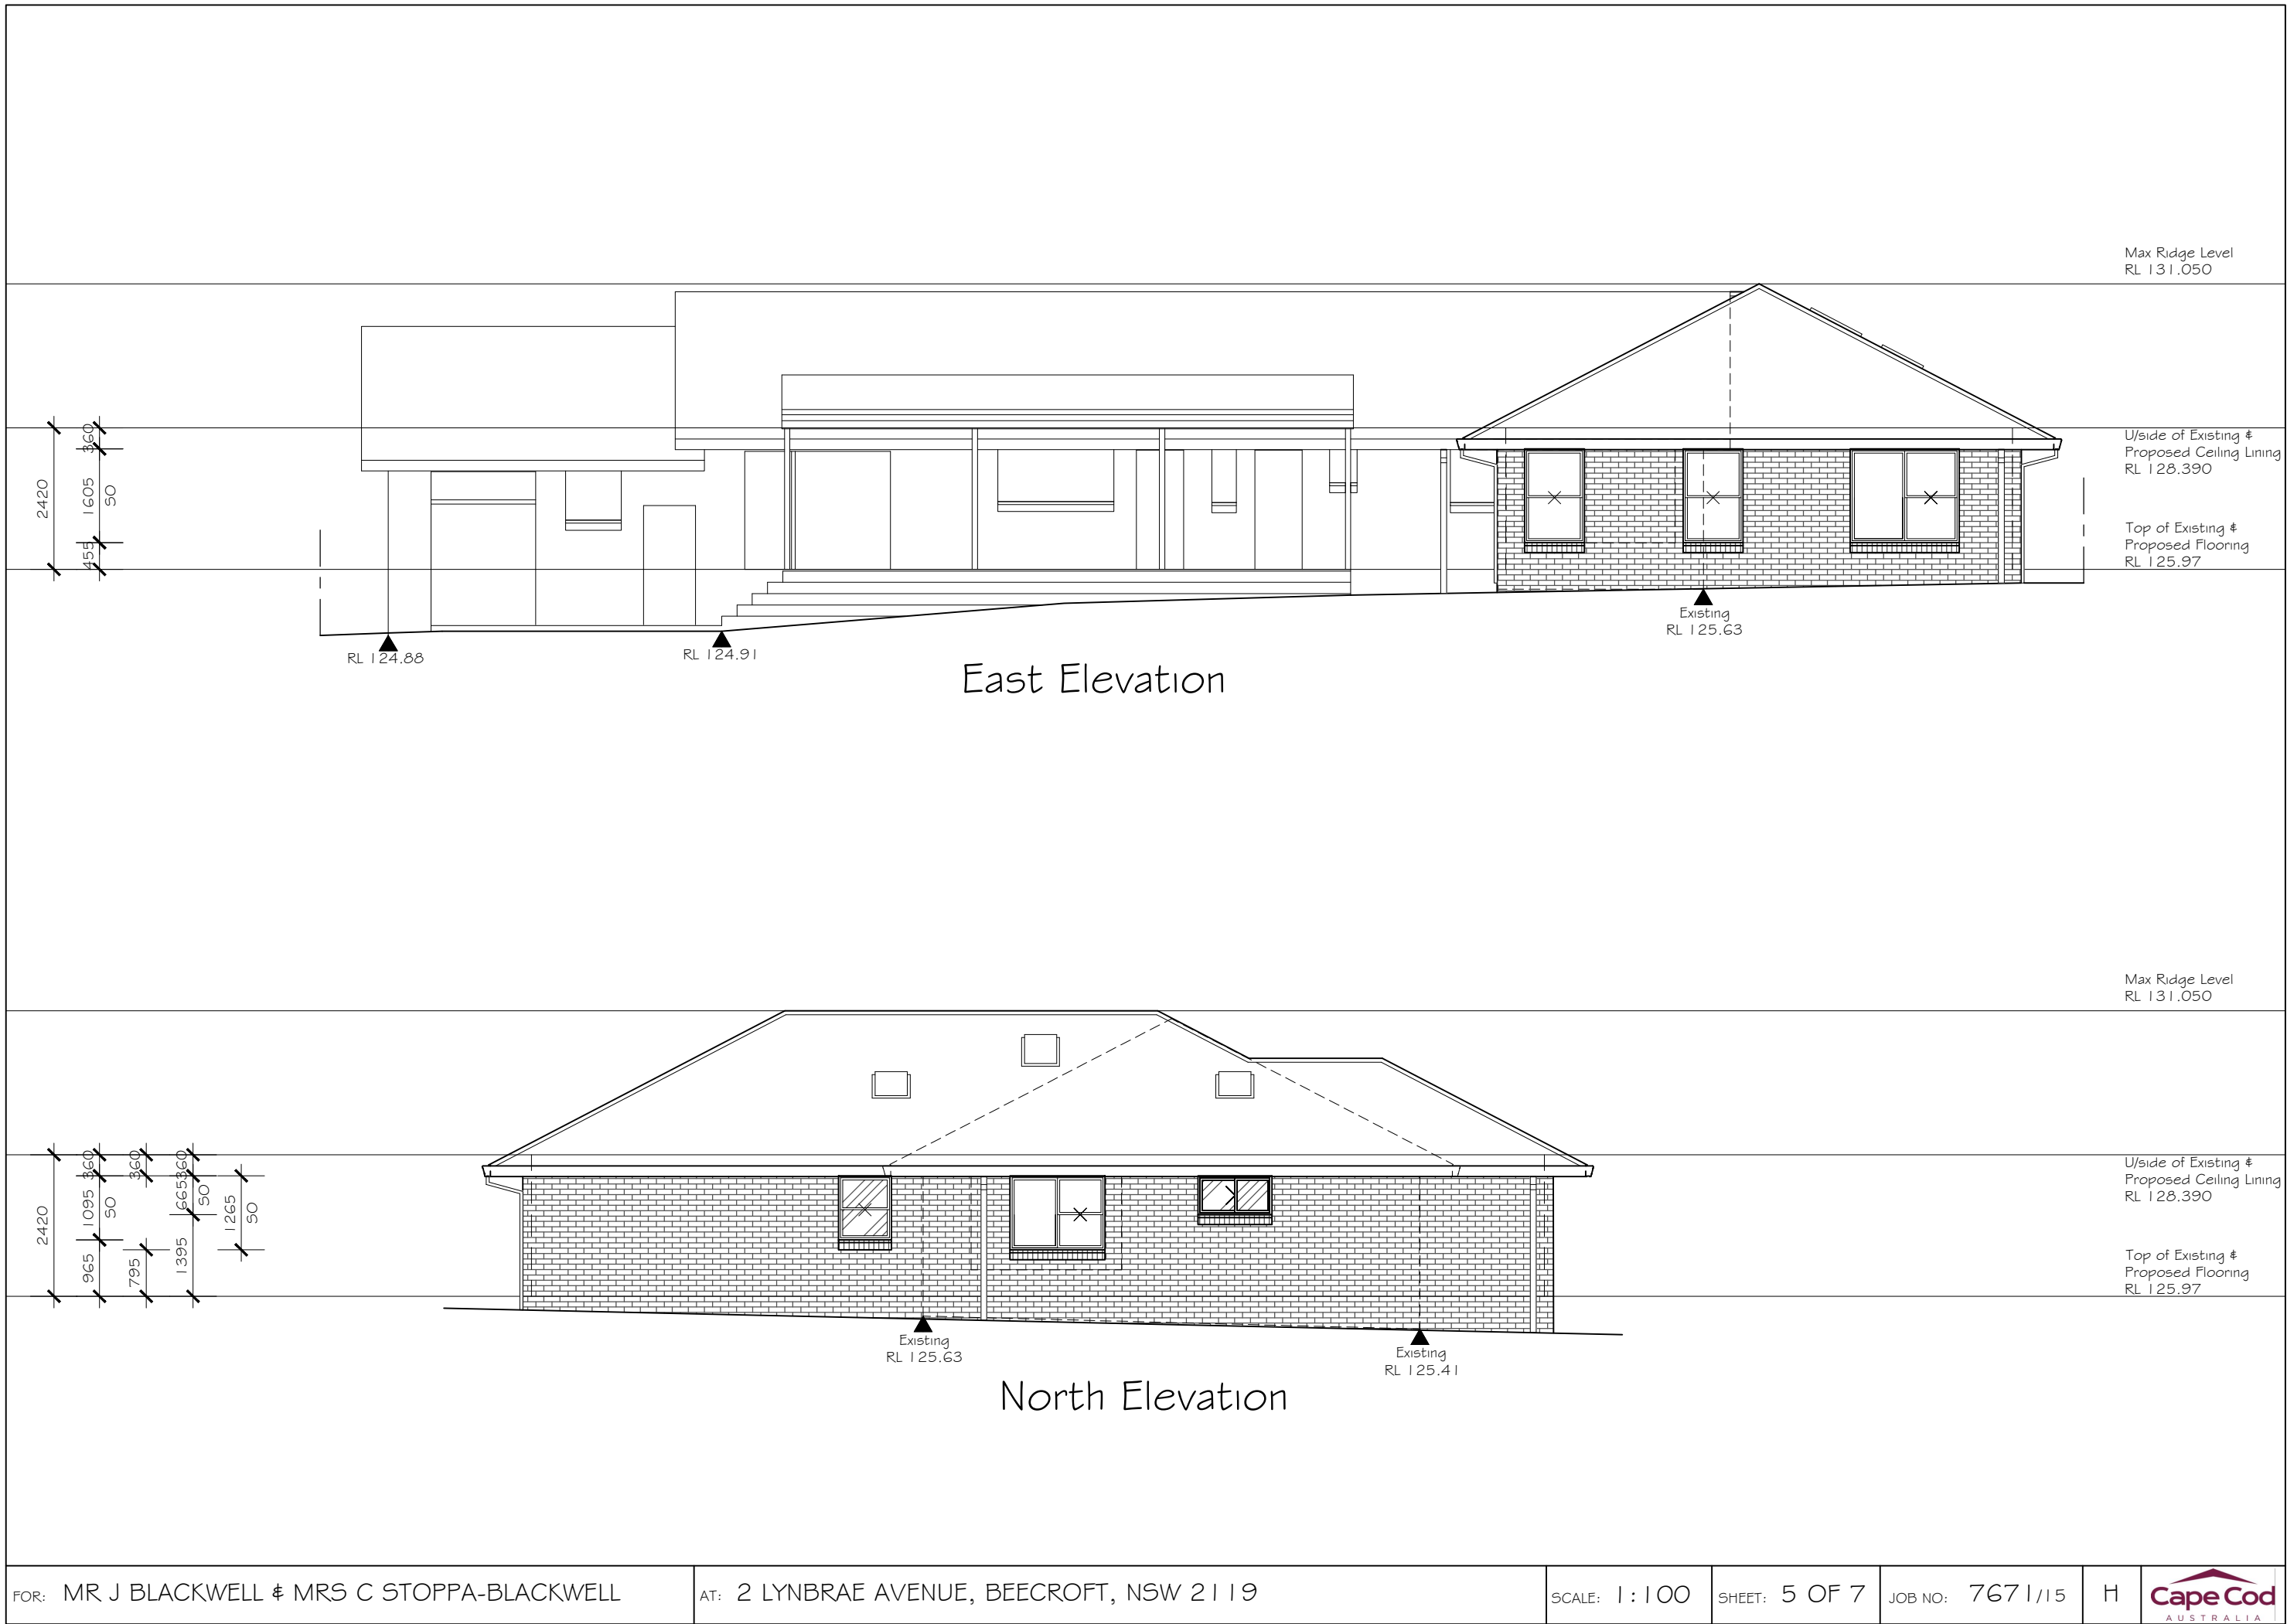 Max Ridge Level
RL 131.050
U/side of Existing &
Proposed Ceiling Lining
RL 128.390
Top of Existing &
Proposed Flooring
RL 125.97
2420
360
1605
SO
455
Existing
RL 125.63
RL 124.88
RL 124.91
East Elevation
Max Ridge Level
RL 131.050
U/side of Existing &
Proposed Ceiling Lining
RL 128.390
Top of Existing &
Proposed Flooring
RL 125.97
2420
360
1095
SO
965
360
795
360
665
SO
1395
1265
SO
Existing
RL 125.63
Existing
RL 125.41
North Elevation
FOR: MR J BLACKWELL & MRS C STOPPA-BLACKWELL
AT: 2 LYNBRAE AVENUE, BEECROFT, NSW 2119
SCALE: 1:100
SHEET: 5 OF 7
JOB NO: 7671/15
H
Cape Cod
AUSTRALIA